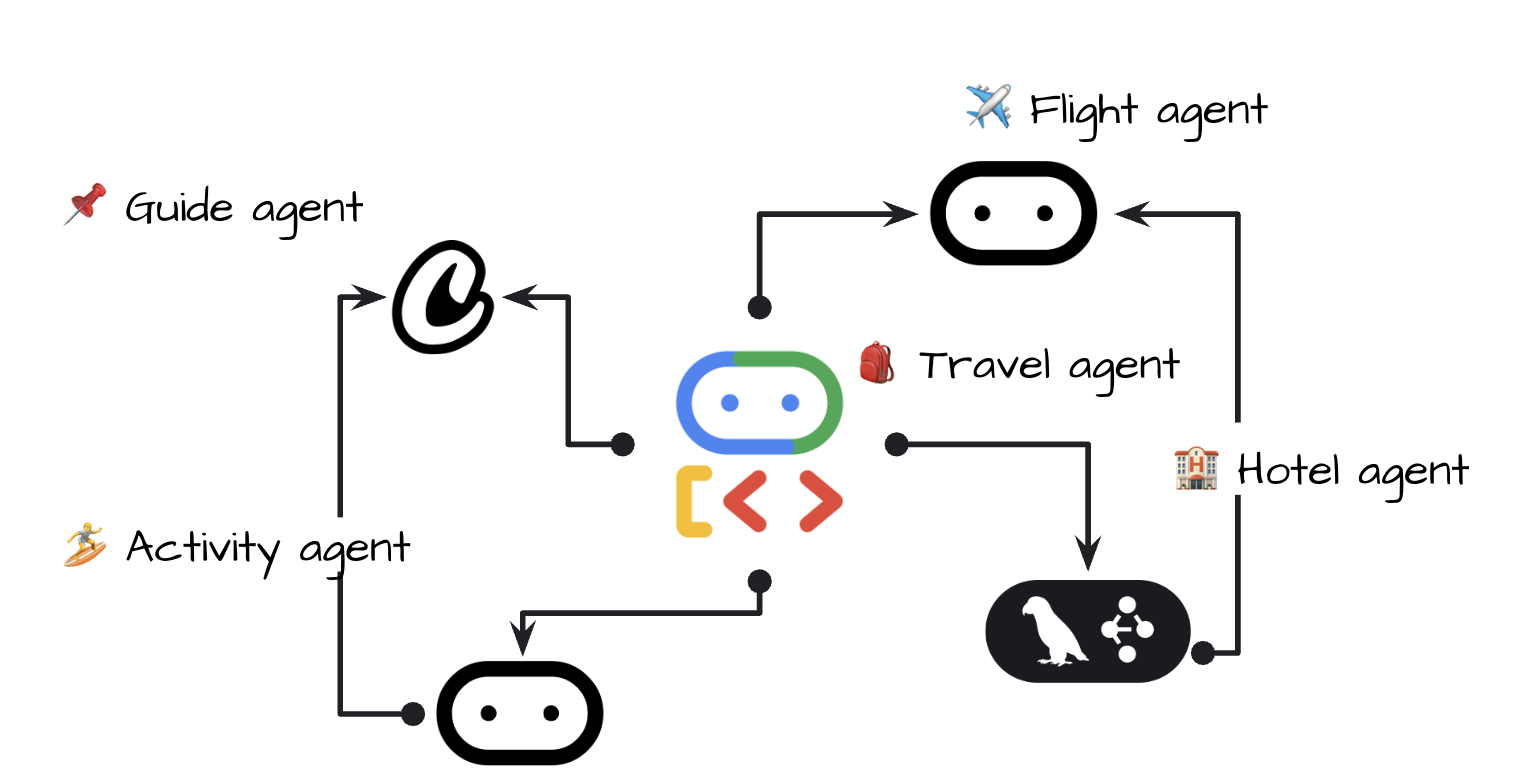 Flight agent
Guide agent
Travel agent
Hotel agent
Activity agent